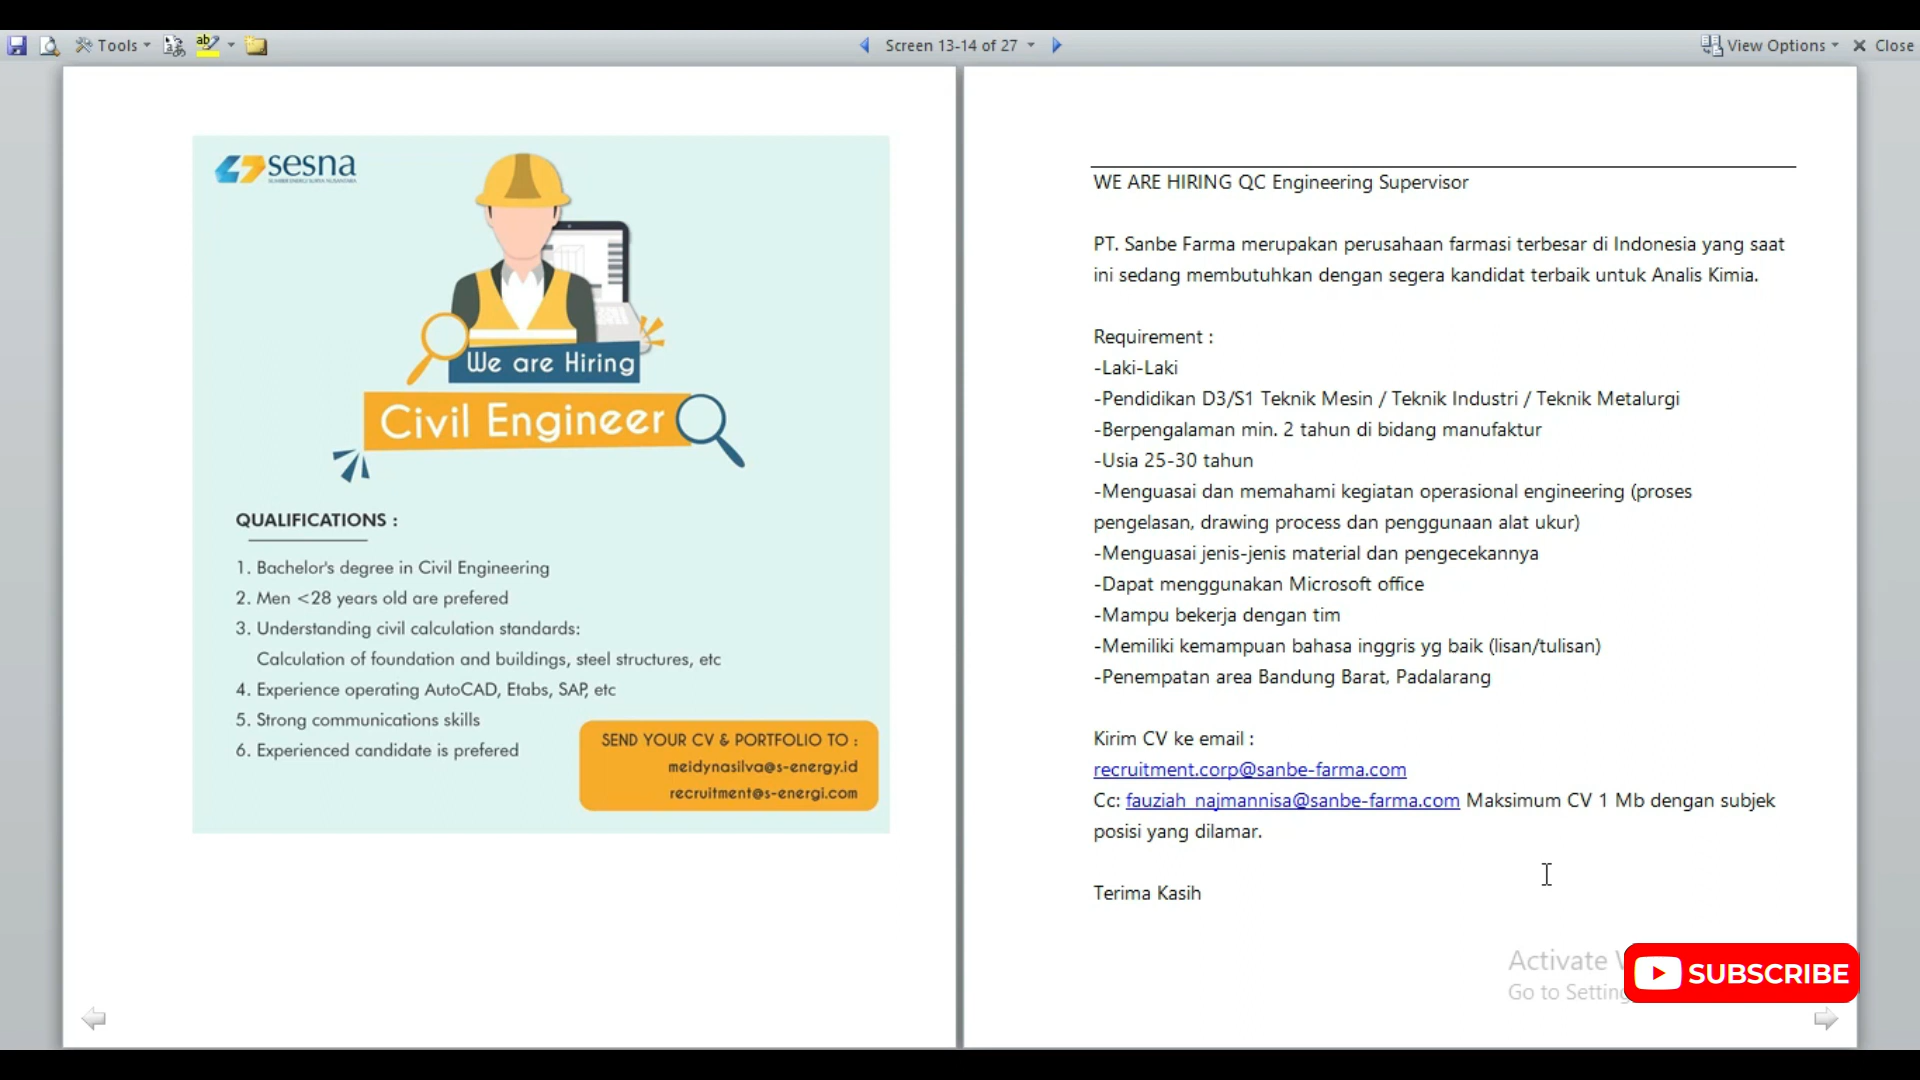 Tools
Screen 13-14 of 27
View Options
Close
sesna
We are Hiring
Civil Engineer
QUALIFICATIONS :
1. Bachelor's degree in Civil Engineering
2. Men <28 years old are prefered
3. Understanding civil calculation standards:
Calculation of foundation and buildings, steel structures, etc
4. Experience operating AutoCAD, Etabs, SAP, etc
5. Strong communications skills
6. Experienced candidate is prefered
SEND YOUR CV & PORTFOLIO TO :
meidynasilva@s-energy.id
recruitment@s-energi.com
WE ARE HIRING QC Engineering Supervisor
PT. Sanbe Farma merupakan perusahaan farmasi terbesar di Indonesia yang saat
ini sedang membutuhkan dengan segera kandidat terbaik untuk Analis Kimia.
Requirement :
-Laki-Laki
-Pendidikan D3/S1 Teknik Mesin / Teknik Industri / Teknik Metalurgi
-Berpengalaman min. 2 tahun di bidang manufaktur
-Usia 25-30 tahun
-Menguasai dan memahami kegiatan operasional engineering (proses
pengelasan, drawing process dan penggunaan alat ukur)
-Menguasai jenis-jenis material dan pengecekannya
-Dapat menggunakan Microsoft office
-Mampu bekerja dengan tim
-Memiliki kemampuan bahasa inggris yg baik (lisan/tulisan)
-Penempatan area Bandung Barat, Padalarang
Kirim CV ke email :
recruitment.corp@sanbe-farma.com
Cc: fauziah_najmannisa@sanbe-farma.com Maksimum CV 1 Mb dengan subjek
posisi yang dilamar.
Terima Kasih
Activate
Go to
SUBSCRIBE